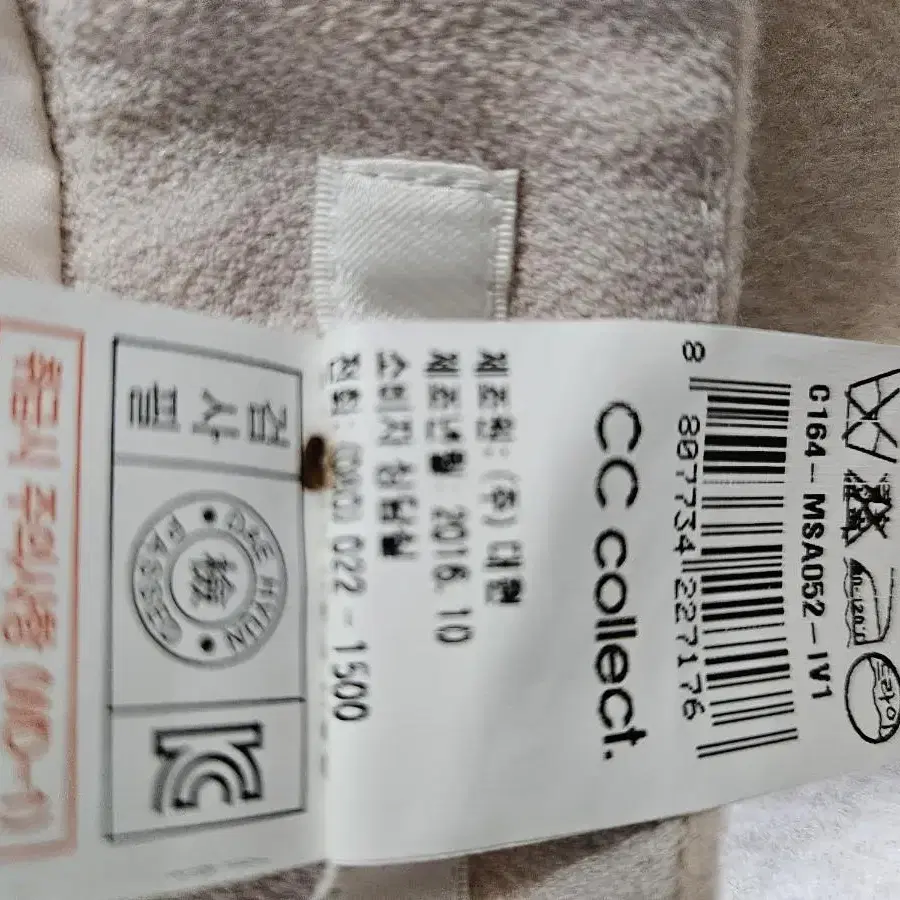 C164-MSA052-IV1
8 807734 227176
CC collect.
제조원: (주) 대현
제조년월: 2016. 10
소비자 상담실
전화: (080) 022-1500
검사필
DAE HYUN
檢
PASSED
KC